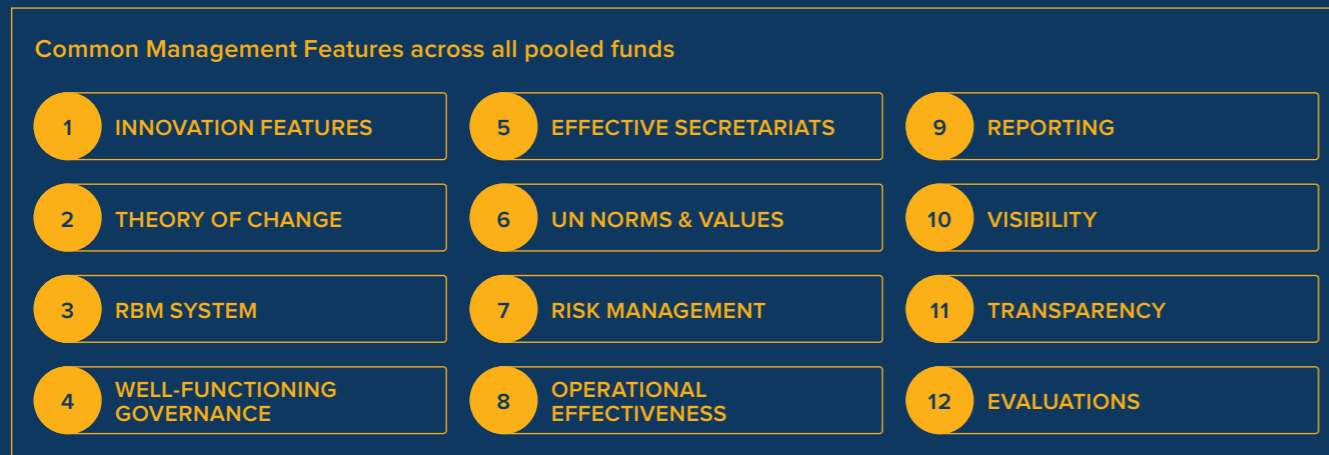 Common Management Features across all pooled funds
1 INNOVATION FEATURES
2 THEORY OF CHANGE
3 RBM SYSTEM
4 WELL-FUNCTIONING
GOVERNANCE
5 EFFECTIVE SECRETARIATS
6 UN NORMS & VALUES
7 RISK MANAGEMENT
8 OPERATIONAL
EFFECTIVENESS
9 REPORTING
10 VISIBILITY
11 TRANSPARENCY
12 EVALUATIONS